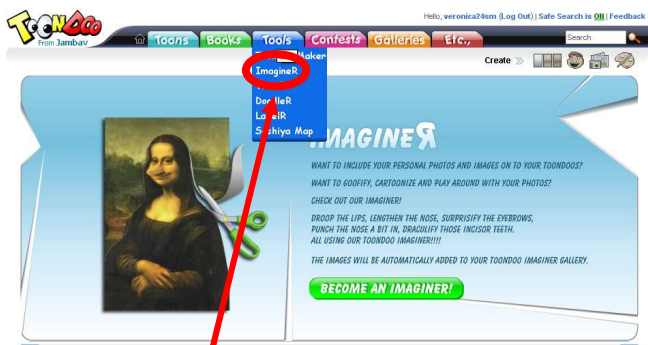 Hello, veronica24sm (Log Out) | Safe Search is ON | Feedback
TOONDOO
From Jambav
Toons Books Tools Contests Galleries Etc.,
Search
Maker
ImagineR
DoodleR
Sashiya Map
Create »
IMAGINER
WANT TO INCLUDE YOUR PERSONAL PHOTOS AND IMAGES ON TO YOUR TOONDOOS?
WANT TO GOOFIFY, CARTOONIZE AND PLAY AROUND WITH YOUR PHOTOS?
CHECK OUT OUR IMAGINER!
DROOP THE LIPS, LENGTHEN THE NOSE, SURPRISIFY THE EYEBROWS,
PUNCH THE NOSE A BIT IN, DRACULIFY THOSE INCISOR TEETH.
ALL USING OUR TOONDOO IMAGINER!!!!
THE IMAGES WILL BE AUTOMATICALLY ADDED TO YOUR TOONDOO IMAGINER GALLERY.
BECOME AN IMAGINER!